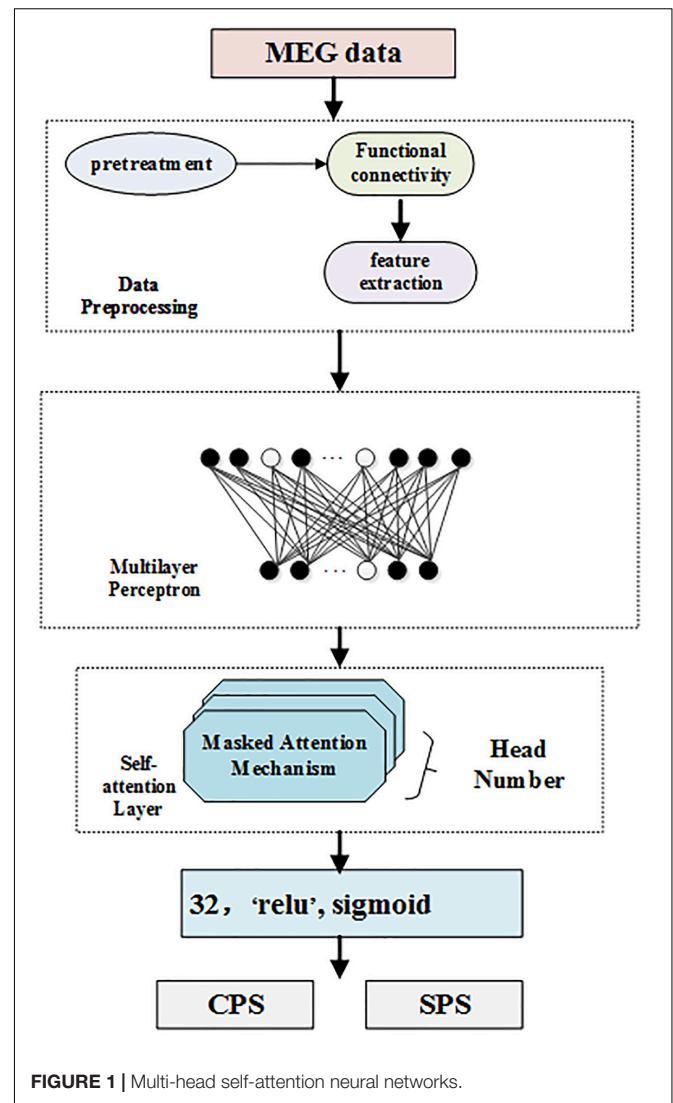 MEG data
pretreatment
Functional
connectivity
feature
extraction
Data
Preprocessing
...
Multilayer
Perceptron
...
Masked Attention
Mechanism
Self-
attention
Layer
Head
Number
32，‘relu’, sigmoid
CPS
SPS
FIGURE 1 | Multi-head self-attention neural networks.